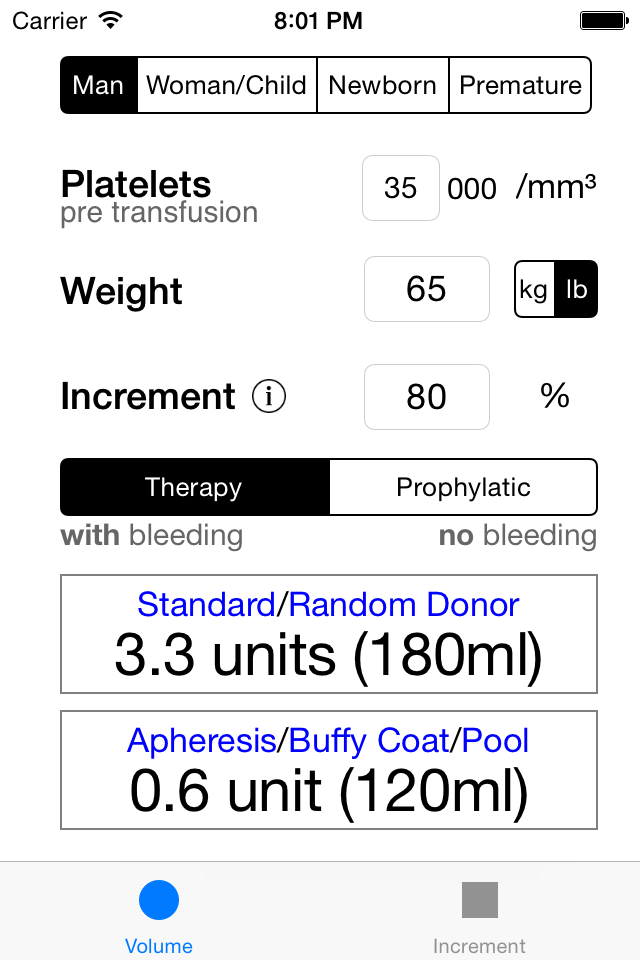 Carrier 8:01 PM
Man Woman/Child Newborn Premature
Platelets 35 000 /mm³
pre transfusion
Weight 65 kg lb
Increment i 80 %
Therapy Prophylatic
with bleeding no bleeding
Standard/Random Donor
3.3 units (180ml)
Apheresis/Buffy Coat/Pool
0.6 unit (120ml)
Volume Increment